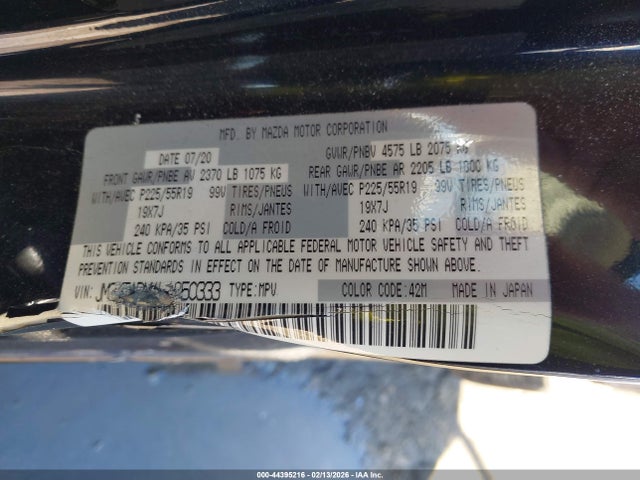 MFD. BY MAZDA MOTOR CORPORATION
DATE 07/20 GVWR/PNBV 4575 LB 2075 KG
FRONT GAWR/PNBE AV 2370 LB 1075 KG REAR GAWR/PNBE AR 2205 LB 1000 KG
WITH/AVEC P225/55R19 99V TIRES/PNEUS WITH/AVEC P225/55R19 99V TIRES/PNEUS
19X7J RIMS/JANTES 19X7J RIMS/JANTES
240 KPA/35 PSI COLD/A FROID 240 KPA/35 PSI COLD/A FROID
THIS VEHICLE CONFORMS TO ALL APPLICABLE FEDERAL MOTOR VEHICLE SAFETY AND THEFT
PREVENTION STANDARDS IN EFFECT ON THE DATE OF MANUFACTURE SHOWN ABOVE.
VIN: TYPE:MPV COLOR CODE:42M MADE IN JAPAN
000-44395216 - 02/13/2026 - IAA Inc.